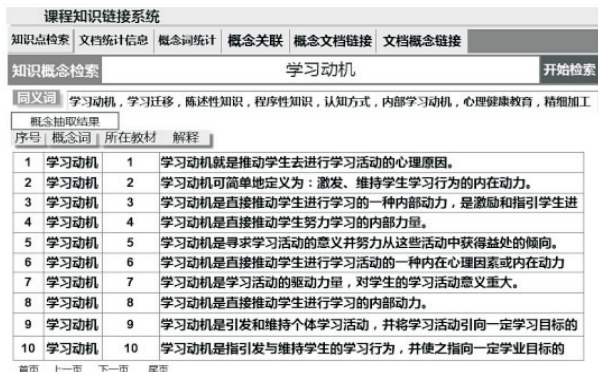 课程知识链接系统
知识点检索 文档统计信息 概念词统计 概念关联 概念文档链接 文档概念链接
知识概念检索 学习动机 开始检索
同义词 学习动机，学习迁移，陈述性知识，程序性知识，认知方式，内部学习动机，心理健康教育，精细加工
概念抽取结果
序号 概念词 所在教材 解释
1 学习动机 1 学习动机就是推动学生去进行学习活动的心理原因。
2 学习动机 2 学习动机可简单地定义为：激发、维持学生学习行为的内在动力。
3 学习动机 3 学习动机是直接推动学生进行学习的一种内部动力，是激励和指引学生进
4 学习动机 4 学习动机是直接推动学生努力学习的内部力量。
5 学习动机 5 学习动机是寻求学习活动的意义并努力从这些活动中获得益处的倾向。
6 学习动机 6 学习动机是直接推动学生进行学习活动的一种内在心理因素或内在动力
7 学习动机 7 学习动机是学习活动的驱动力量，对学生的学习活动意义重大。
8 学习动机 8 学习动机是直接推动学生进行学习的内部动力。
9 学习动机 9 学习动机是引发和维持个体学习活动，并将学习活动引向一定学习目标的
10 学习动机 10 学习动机是指引发与维持学生的学习行为，并使之指向一定学业目标的
首页 上一页 下一页 尾页